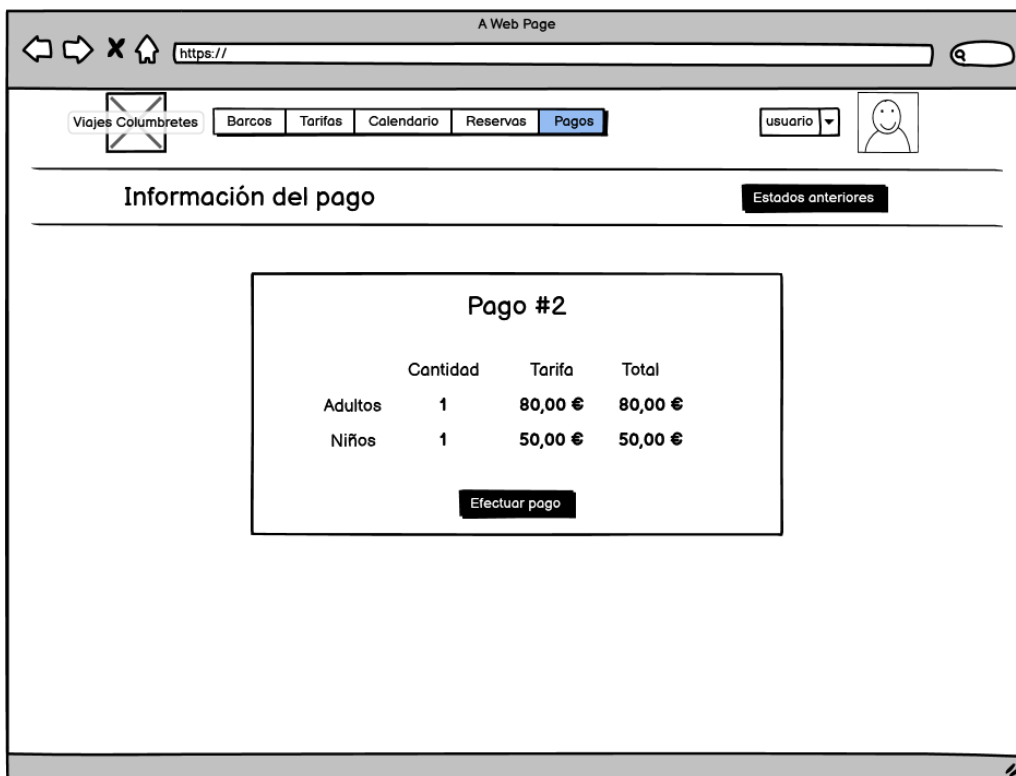 A Web Page
https://
Viajes Columbretes Barcos Tarifas Calendario Reservas Pagos usuario
Información del pago Estados anteriores
Pago #2
Cantidad Tarifa Total
Adultos 1 80,00 € 80,00 €
Niños 1 50,00 € 50,00 €
Efectuar pago